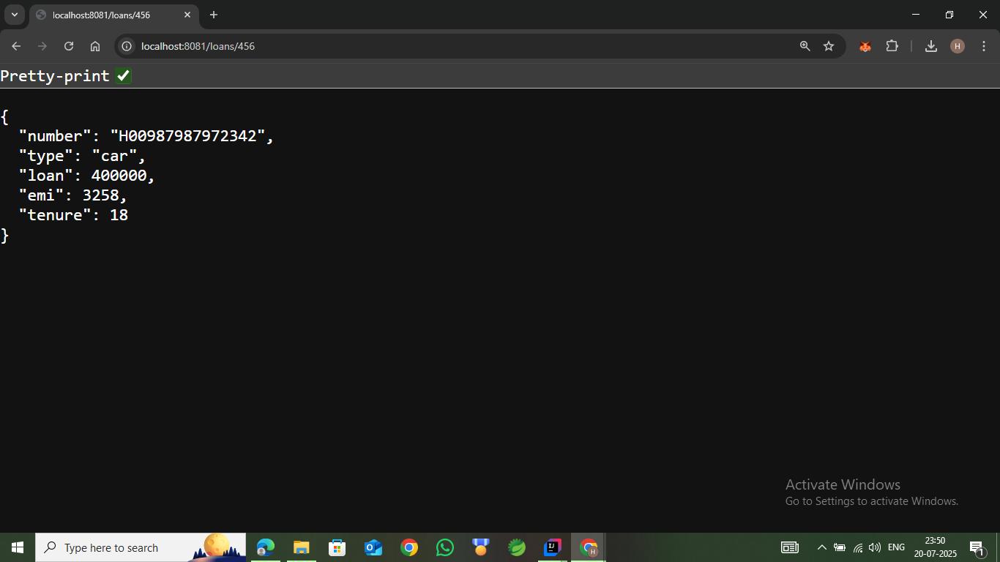 localhost:8081/loans/456
localhost:8081/loans/456
H
Pretty-print
{
"number": "H00987987972342",
"type": "car",
"loan": 400000,
"emi": 3258,
"tenure": 18
}
Activate Windows
Go to Settings to activate Windows.
Type here to search
ENG
23:50
20-07-2025
1